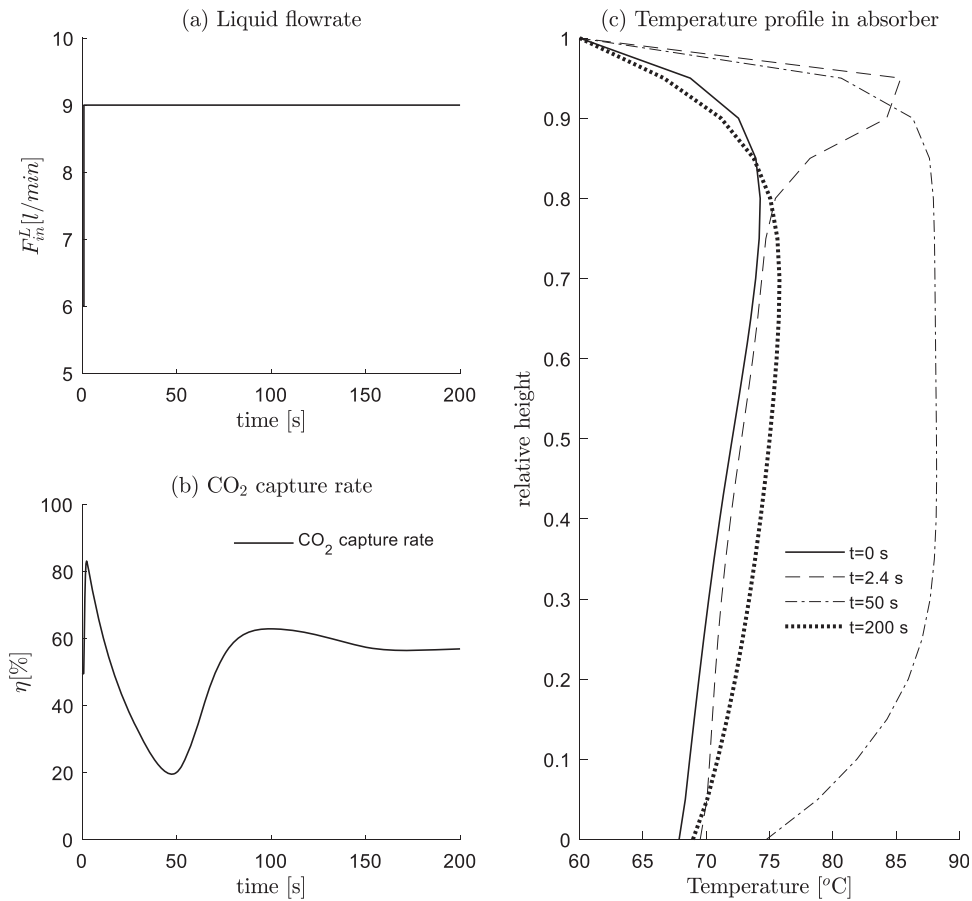 (a) Liquid flowrate
10
9
8
7
6
5
F_in^L[l/min]
0
50
100
150
200
time [s]
(b) CO₂ capture rate
100
80
60
40
20
0
η[%]
CO₂ capture rate
0
50
100
150
200
time [s]
(c) Temperature profile in absorber
1
0.9
0.8
0.7
0.6
0.5
0.4
0.3
0.2
0.1
0
relative height
t=0 s
t=2.4 s
t=50 s
t=200 s
60
65
70
75
80
85
90
Temperature [°C]